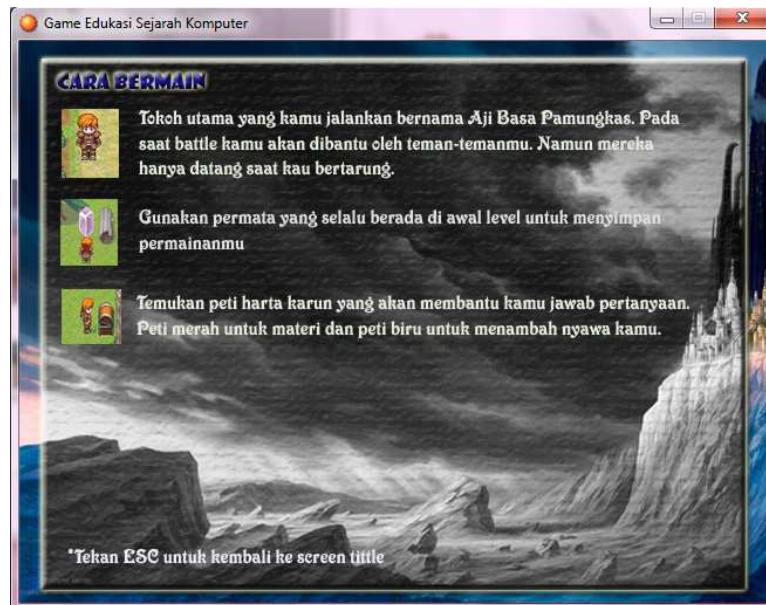 Game Edukasi Sejarah Komputer
CARA BERMAIN
Tokoh utama yang kamu jalankan bernama Aji Basa Pamungkas. Pada
saat battle kamu akan dibantu oleh teman-temanmu. Namun mereka
hanya datang saat kau bertarung.
Gunakan permata yang selalu berada di awal level untuk menyimpan
permainanmu
Temukan peti harta karun yang akan membantu kamu jawab pertanyaan.
Peti merah untuk materi dan peti biru untuk menambah nyawa kamu.
*Tekan ESC untuk kembali ke screen tittle